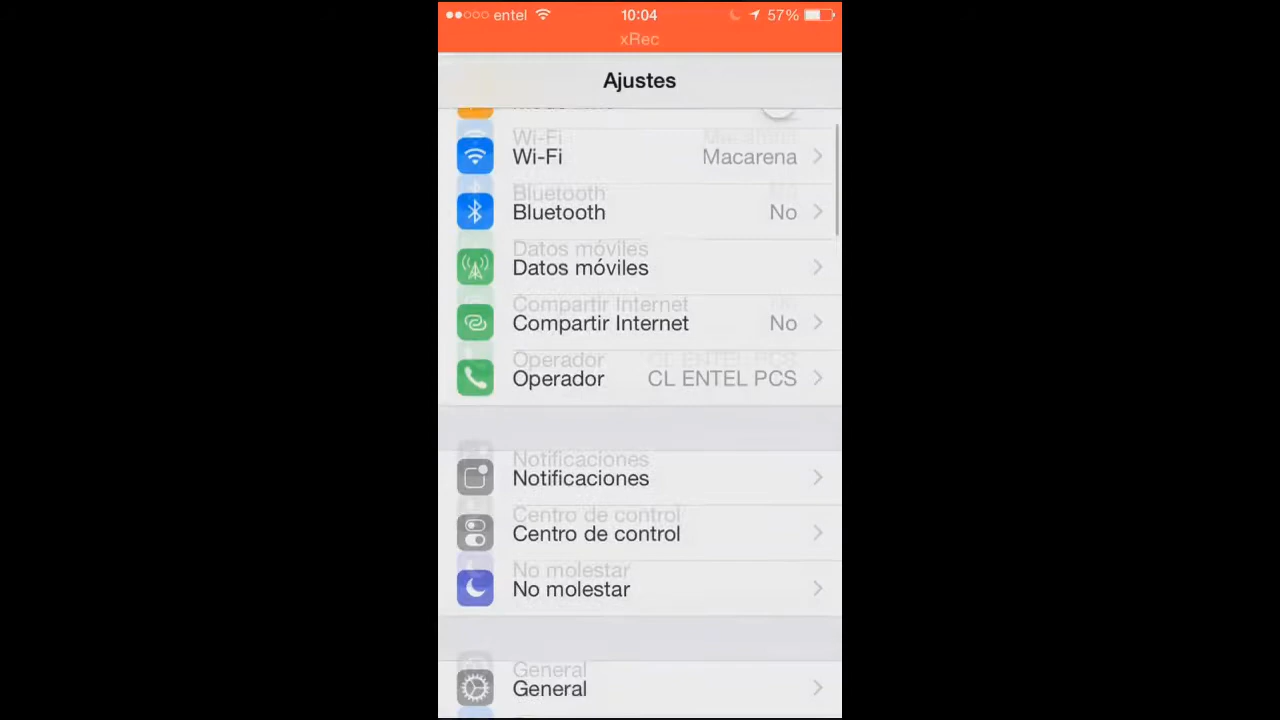 entel 10:04 57%
xRec
Ajustes
Wi-Fi Macarena
Bluetooth No
Datos móviles
Compartir Internet No
Operador CL ENTEL PCS
Notificaciones
Centro de control
No molestar
General